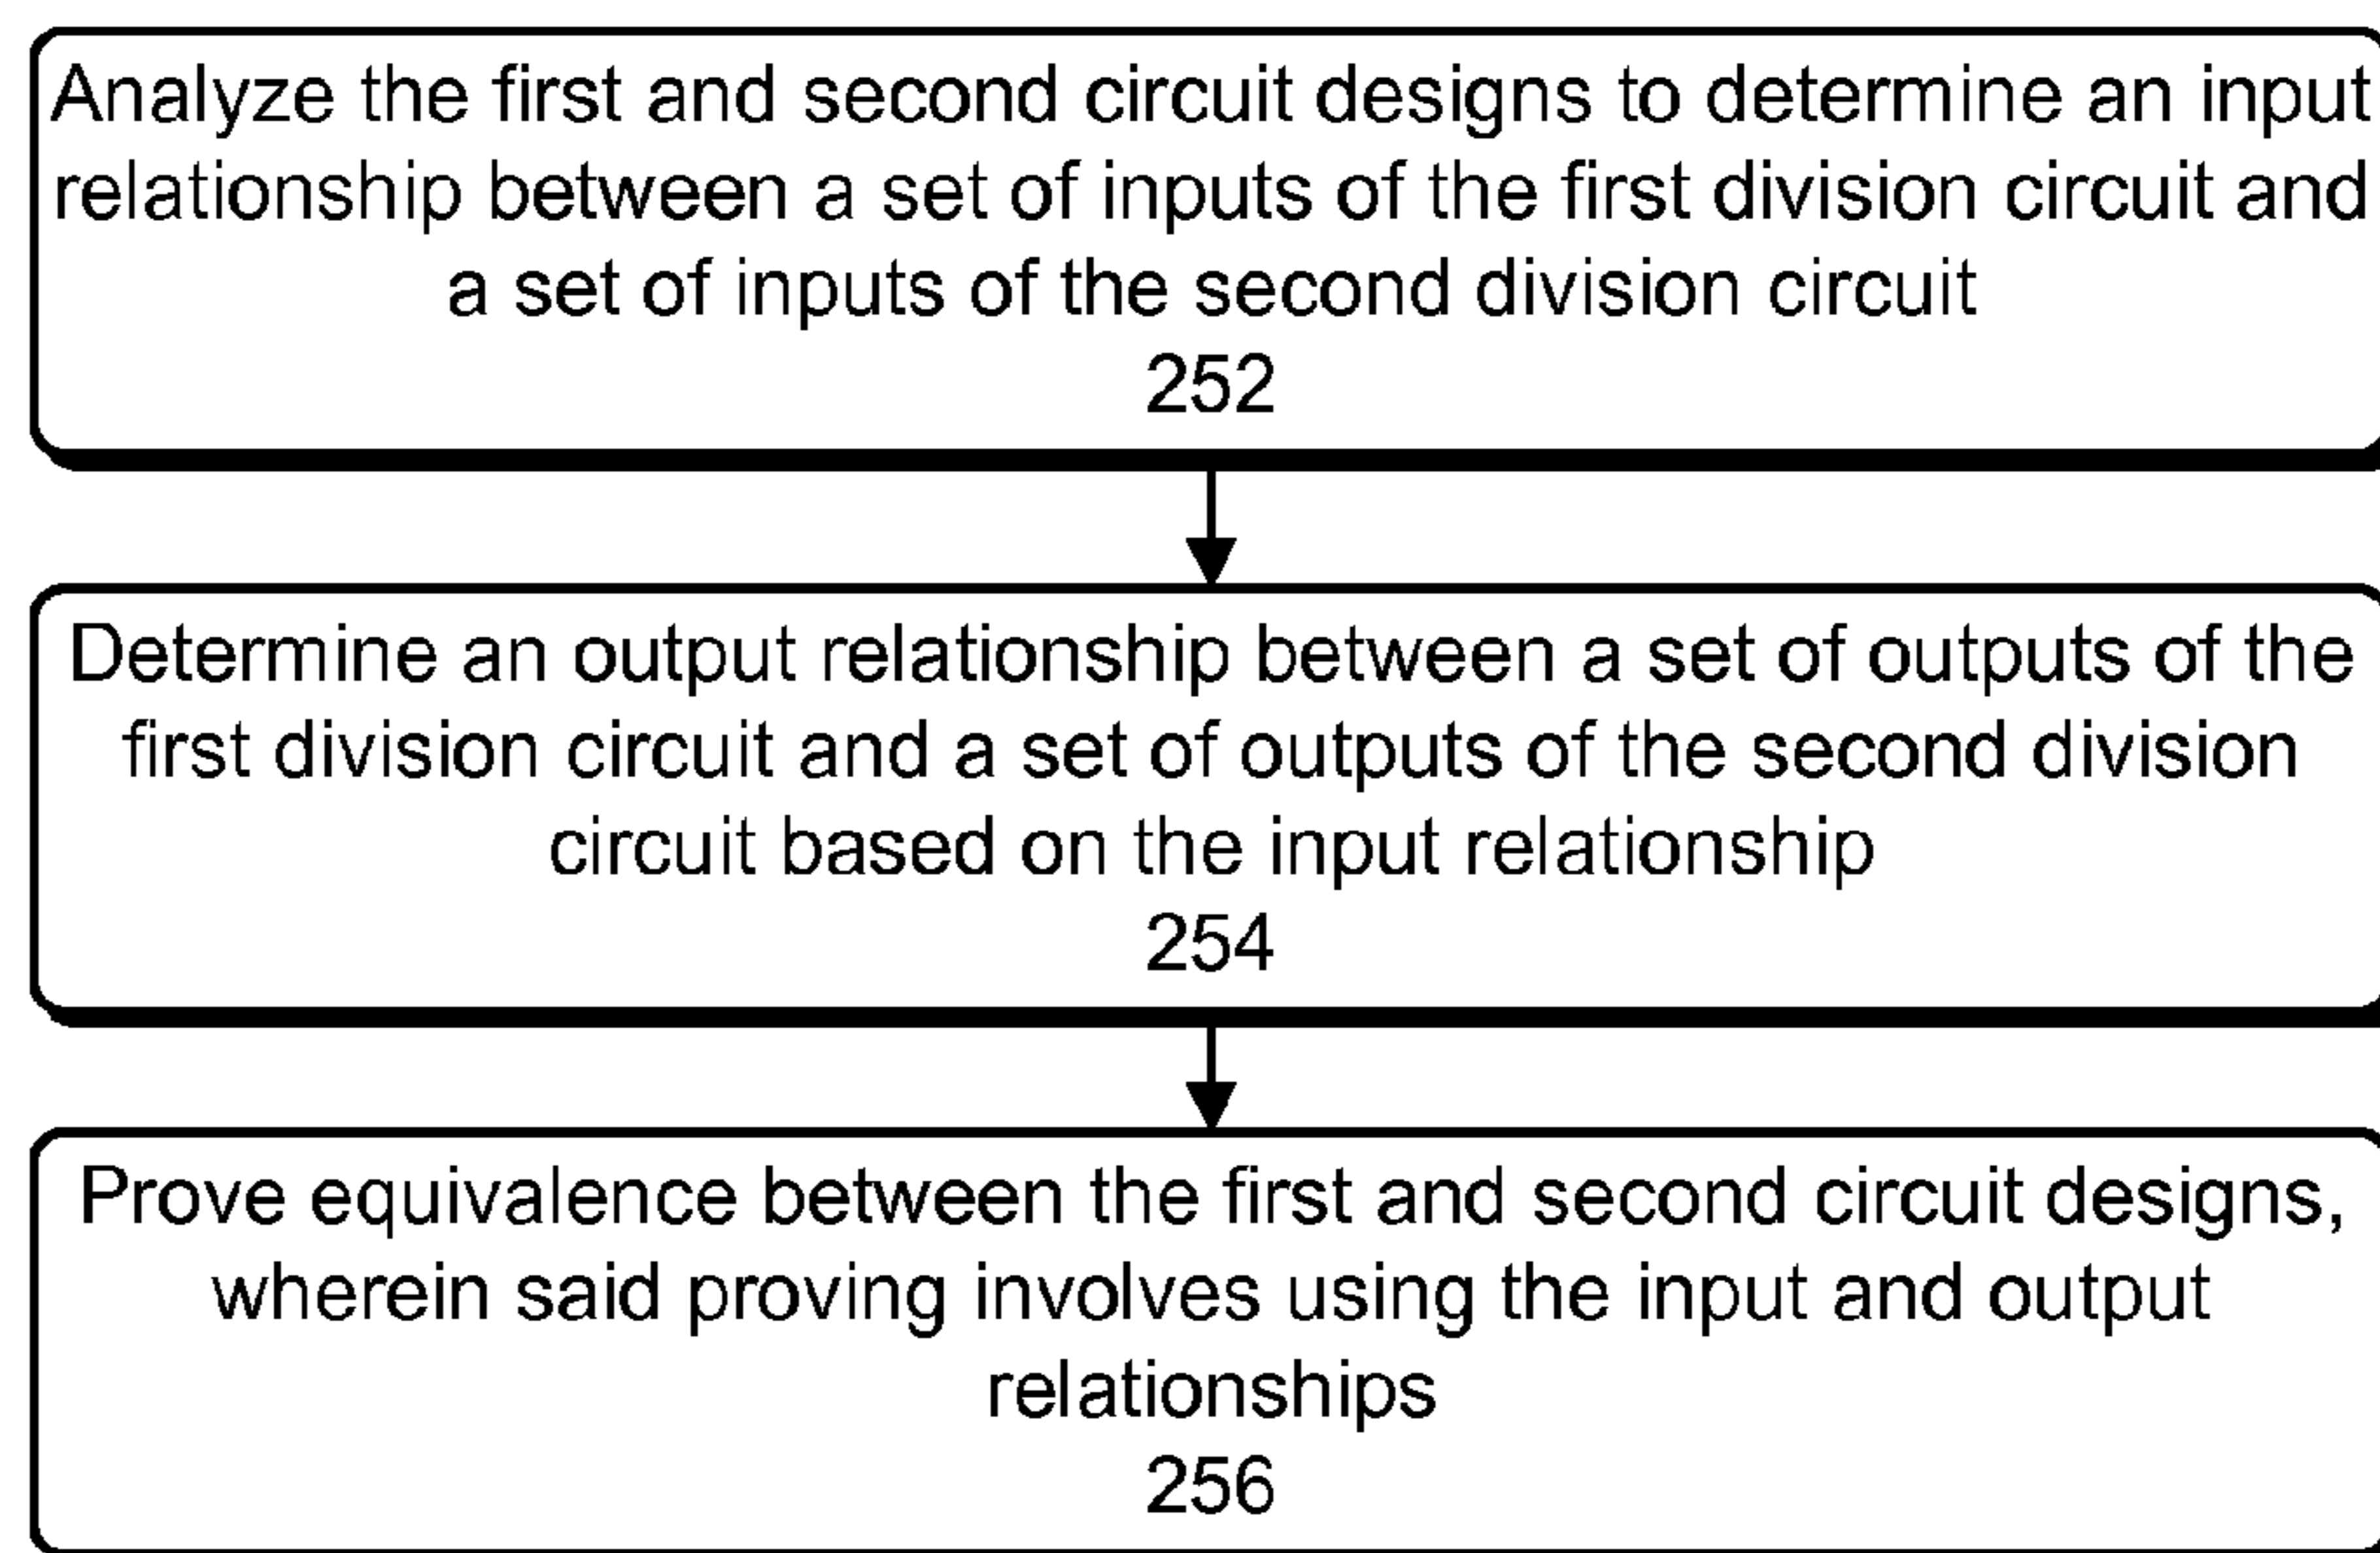 Analyze the first and second circuit designs to determine an input
relationship between a set of inputs of the first division circuit and
a set of inputs of the second division circuit
252
Determine an output relationship between a set of outputs of the
first division circuit and a set of outputs of the second division
circuit based on the input relationship
254
Prove equivalence between the first and second circuit designs,
wherein said proving involves using the input and output
relationships
256